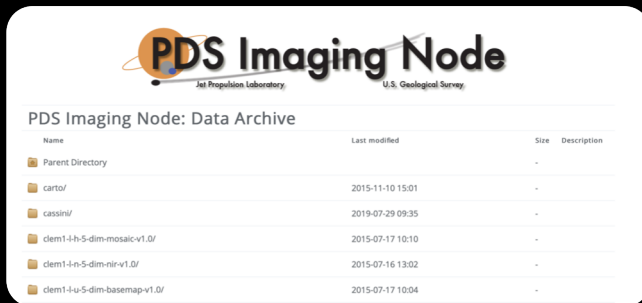 PDS Imaging Node
Jet Propulsion Laboratory U.S. Geological Survey
PDS Imaging Node: Data Archive
Name Last modified Size Description
Parent Directory -
carto/ 2015-11-10 15:01 -
cassini/ 2019-07-29 09:35 -
clem1-l-h-5-dim-mosaic-v1.0/ 2015-07-17 10:10 -
clem1-l-n-5-dim-nir-v1.0/ 2015-07-16 13:02 -
clem1-l-u-5-dim-basemap-v1.0/ 2015-07-17 10:04 -